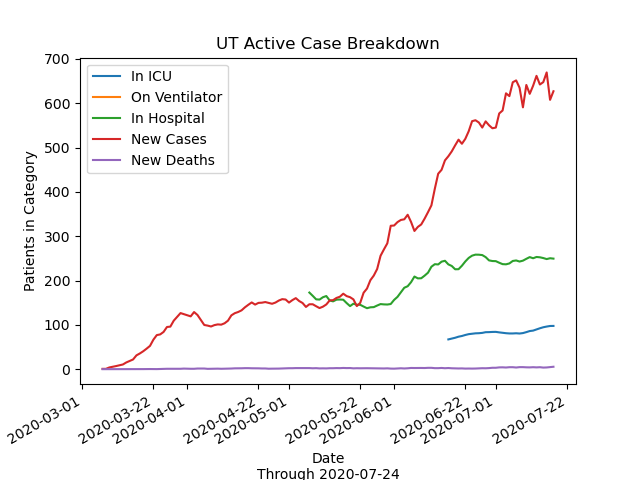 UT Active Case Breakdown
In ICU
On Ventilator
In Hospital
New Cases
New Deaths
Patients in Category
700
600
500
400
300
200
100
0
2020-03-01
2020-03-22
2020-04-01
2020-04-22
2020-05-01
2020-05-22
2020-06-01
2020-06-22
2020-07-01
2020-07-22
Date
Through 2020-07-24